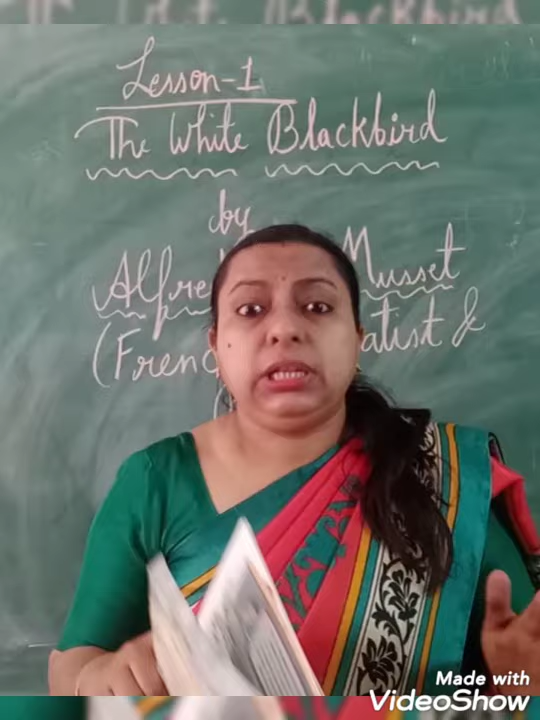 Lesson-1
The White Blackbird
by
Alfre Musset
(Frenc atist &
Made with
VideoShow